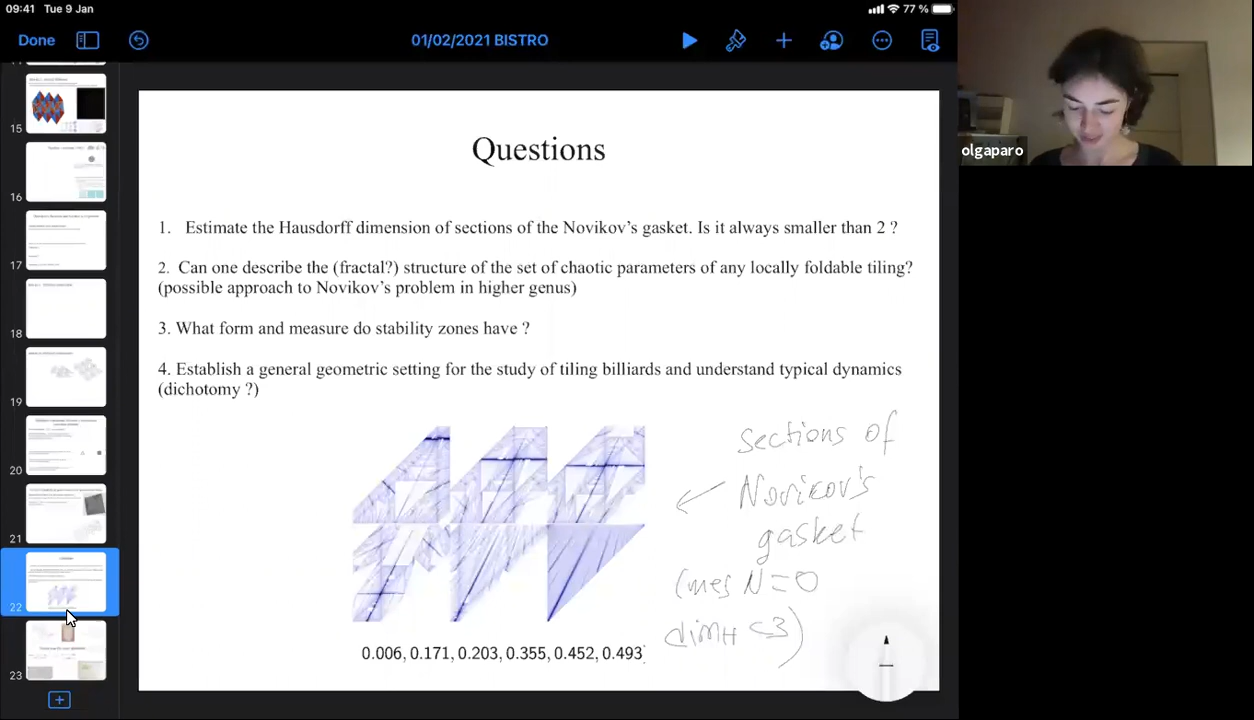 09:41 Tue 9 Jan
77 %
Done
01/02/2021 BISTRO
olgaparo
15
16
17
18
19
20
21
22
23
Questions
1. Estimate the Hausdorff dimension of sections of the Novikov's gasket. Is it always smaller than 2 ?
2. Can one describe the (fractal?) structure of the set of chaotic parameters of any locally foldable tiling?
(possible approach to Novikov's problem in higher genus)
3. What form and measure do stability zones have ?
4. Establish a general geometric setting for the study of tiling billiards and understand typical dynamics
(dichotomy ?)
sections of
← Novikov's
gasket
(mes N = 0
dimH < 3)
0.006, 0.171, 0.203, 0.355, 0.452, 0.493